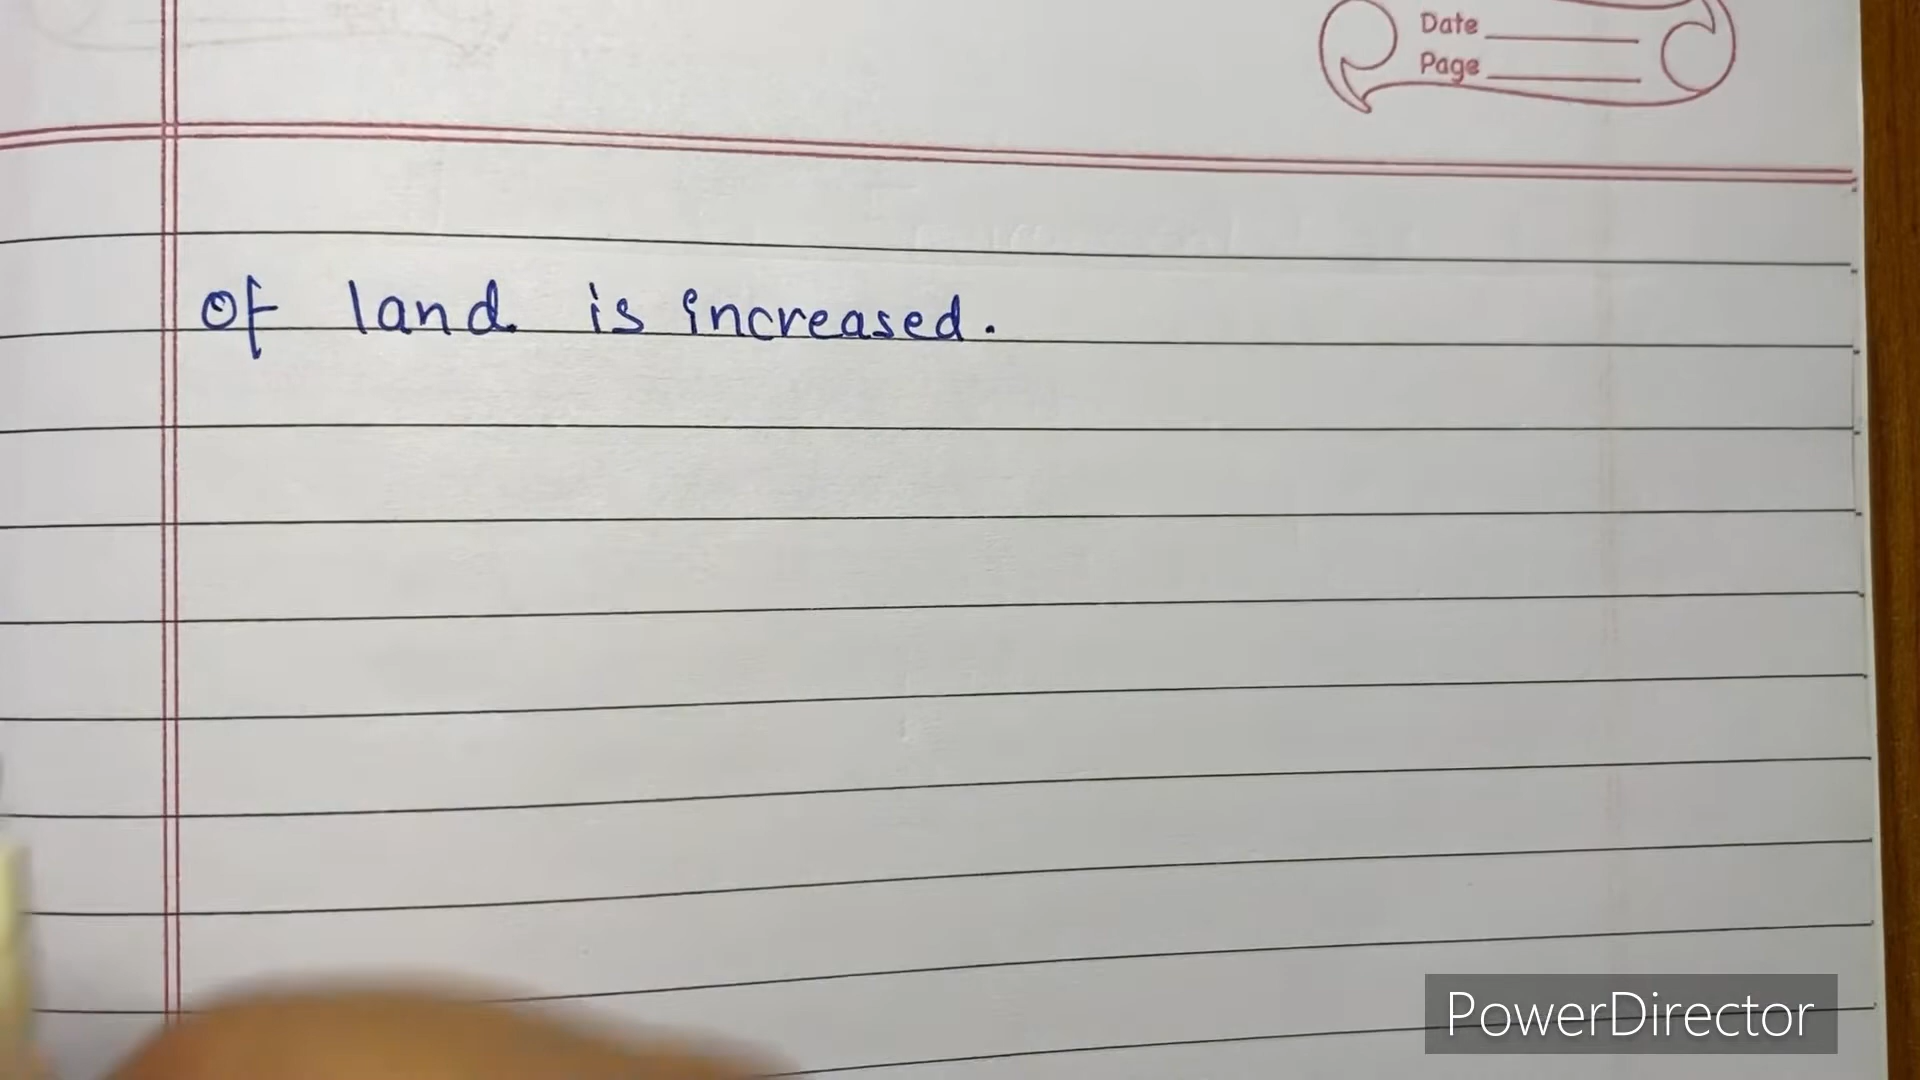 Date
Page
of land is increased.
PowerDirector